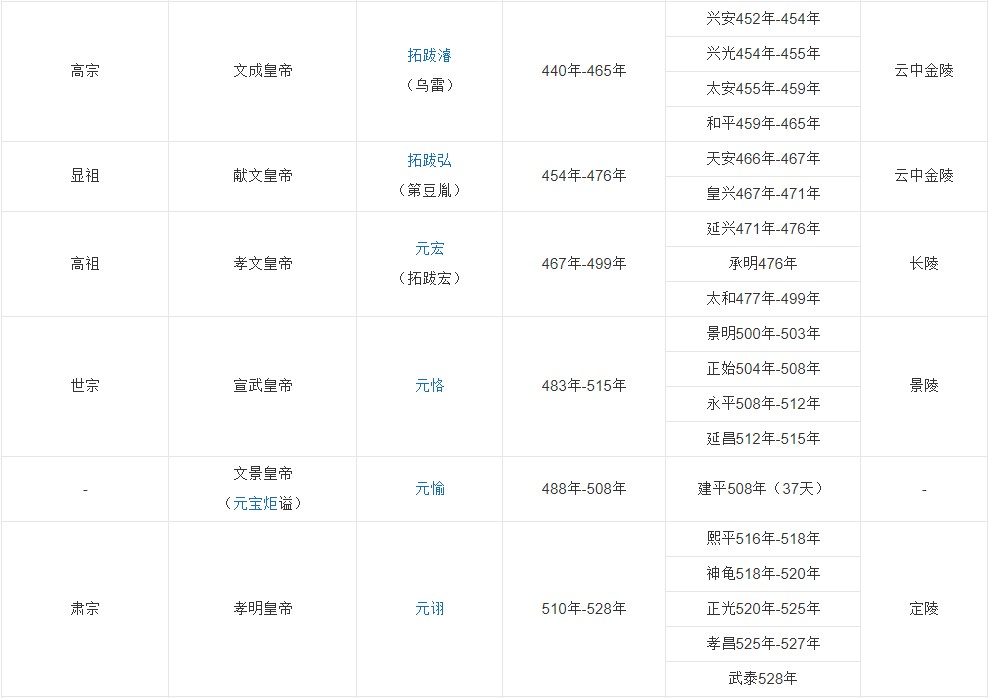 高宗
文成皇帝
拓跋濬
（乌雷）
440年-465年
兴安452年-454年
兴光454年-455年
太安455年-459年
和平459年-465年
云中金陵
显祖
献文皇帝
拓跋弘
（第豆胤）
454年-476年
天安466年-467年
皇兴467年-471年
云中金陵
高祖
孝文皇帝
元宏
（拓跋宏）
467年-499年
延兴471年-476年
承明476年
太和477年-499年
长陵
世宗
宣武皇帝
元恪
483年-515年
景明500年-503年
正始504年-508年
永平508年-512年
延昌512年-515年
景陵
-
文景皇帝
（元宝炬谥）
元愉
488年-508年
建平508年（37天）
-
肃宗
孝明皇帝
元诩
510年-528年
熙平516年-518年
神龟518年-520年
正光520年-525年
孝昌525年-527年
武泰528年
定陵